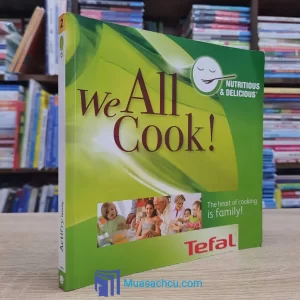 We All
Cook!
NUTRITIOUS
& DELICIOUS
The heart of cooking
is family!
Tefal
Muasachcu.com